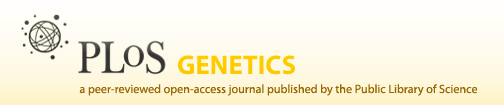 PLoS GENETICS
a peer-reviewed open-access journal published by the Public Library of Science